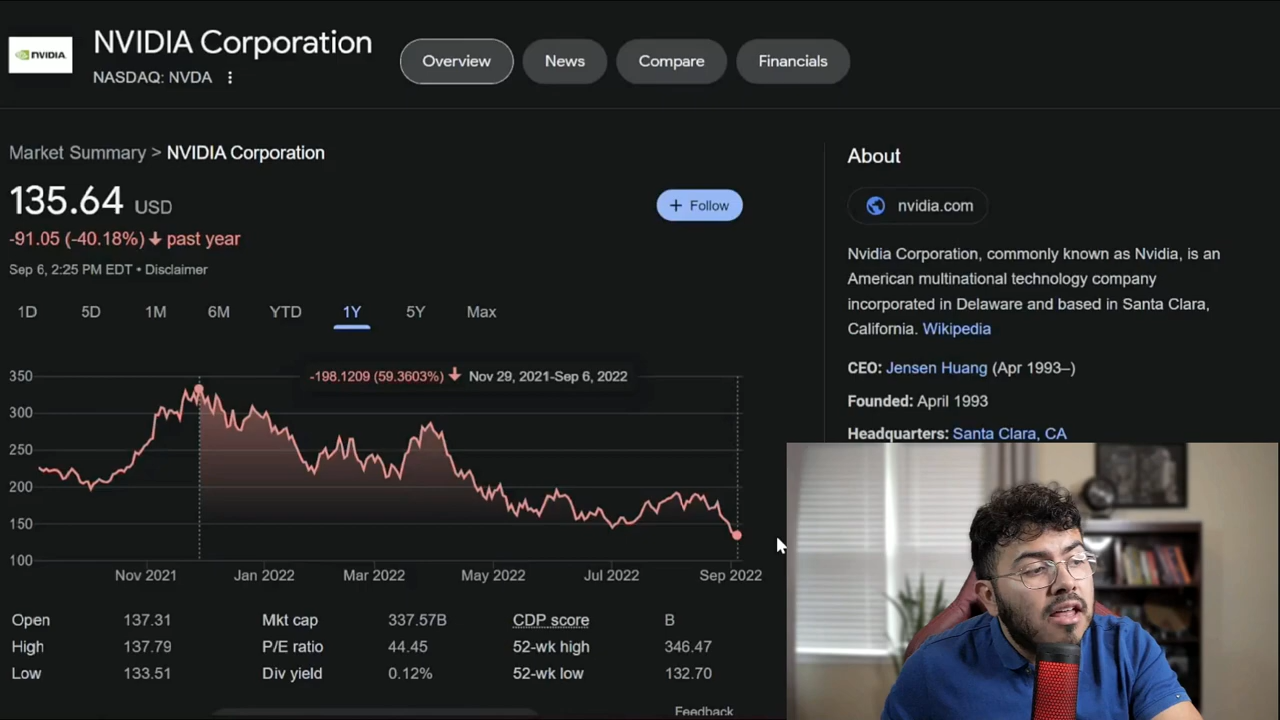 NVIDIA
NVIDIA Corporation
NASDAQ: NVDA
Overview
News
Compare
Financials
Market Summary > NVIDIA Corporation
135.64 USD
+ Follow
-91.05 (-40.18%) ↓ past year
Sep 6, 2:25 PM EDT • Disclaimer
1D 5D 1M 6M YTD 1Y 5Y Max
-198.1209 (59.3603%) ↓ Nov 29, 2021-Sep 6, 2022
350
300
250
200
150
100
Nov 2021 Jan 2022 Mar 2022 May 2022 Jul 2022 Sep 2022
Open 137.31 Mkt cap 337.57B CDP score B
High 137.79 P/E ratio 44.45 52-wk high 346.47
Low 133.51 Div yield 0.12% 52-wk low 132.70
Feedback
About
nvidia.com
Nvidia Corporation, commonly known as Nvidia, is an
American multinational technology company
incorporated in Delaware and based in Santa Clara,
California. Wikipedia
CEO: Jensen Huang (Apr 1993–)
Founded: April 1993
Headquarters: Santa Clara, CA